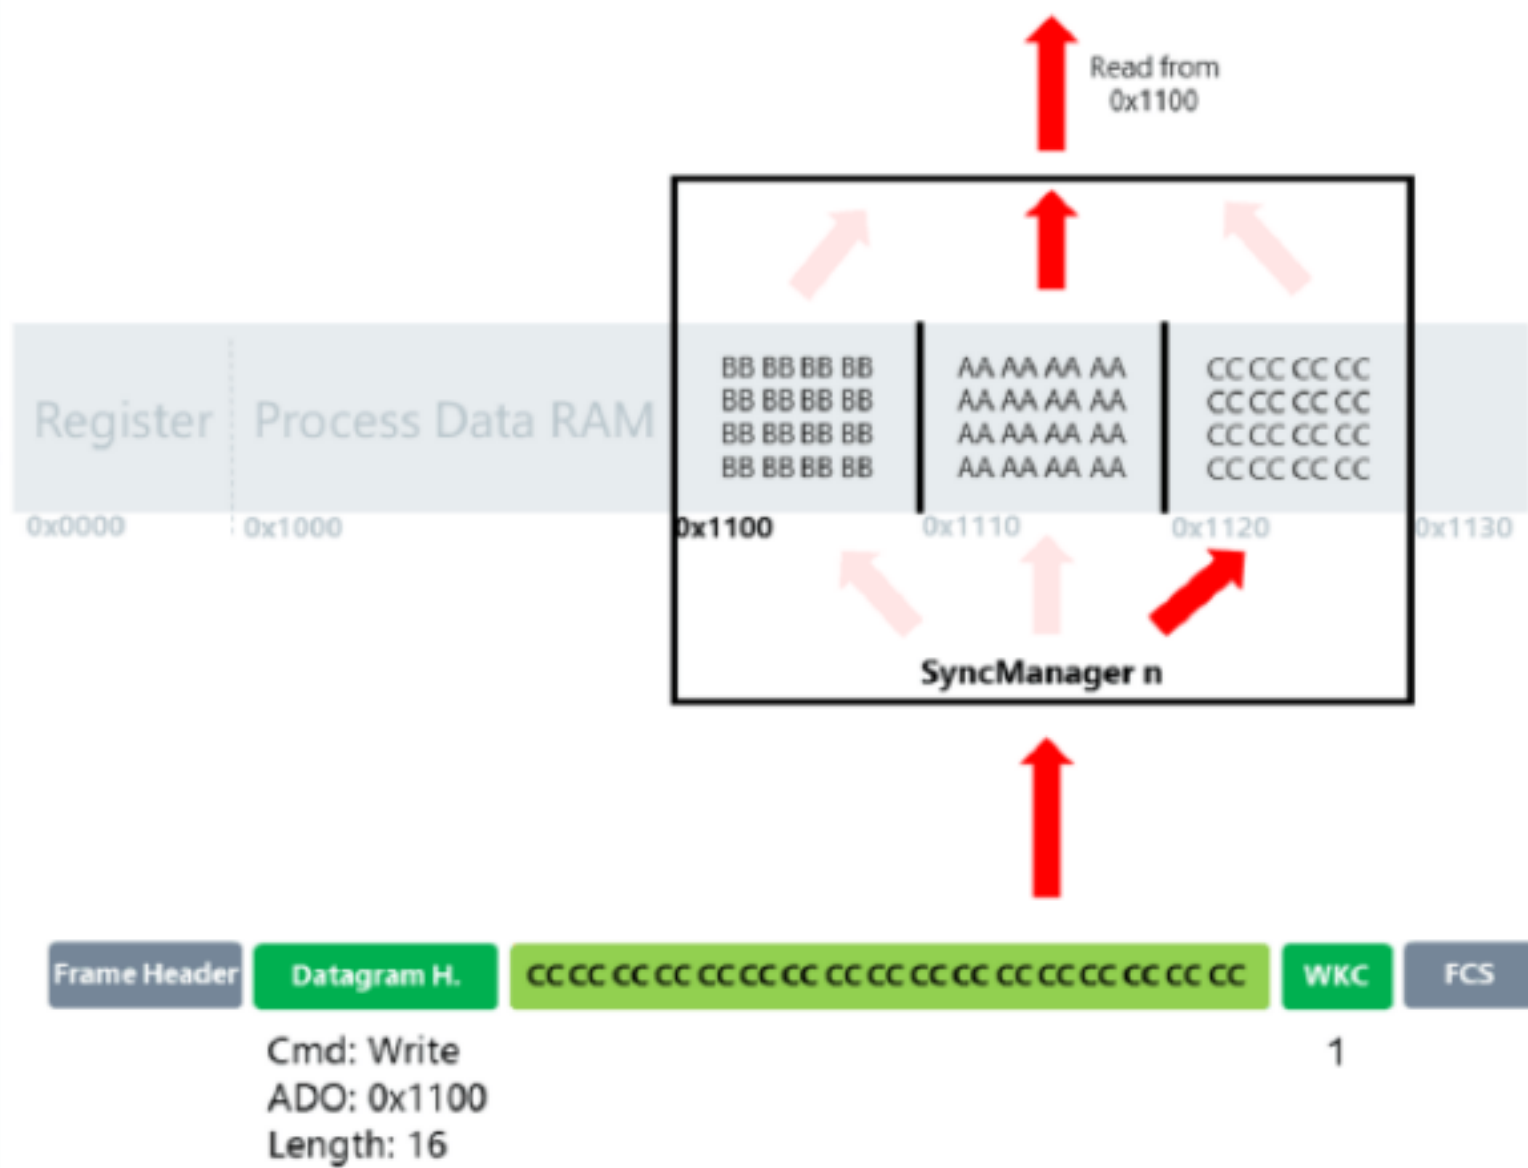 Read from
0x1100
BB BB BB BB
BB BB BB BB
BB BB BB BB
BB BB BB BB
AA AA AA AA
AA AA AA AA
AA AA AA AA
AA AA AA AA
CC CC CC CC
CC CC CC CC
CC CC CC CC
CC CC CC CC
Register
Process Data RAM
0x0000
0x1000
0x1100
0x1110
0x1120
0x1130
SyncManager n
Frame Header
Datagram H.
CC CC CC CC CC CC CC CC CC CC CC CC CC CC CC CC CC
WKC
FCS
Cmd: Write
ADO: 0x1100
Length: 16
1